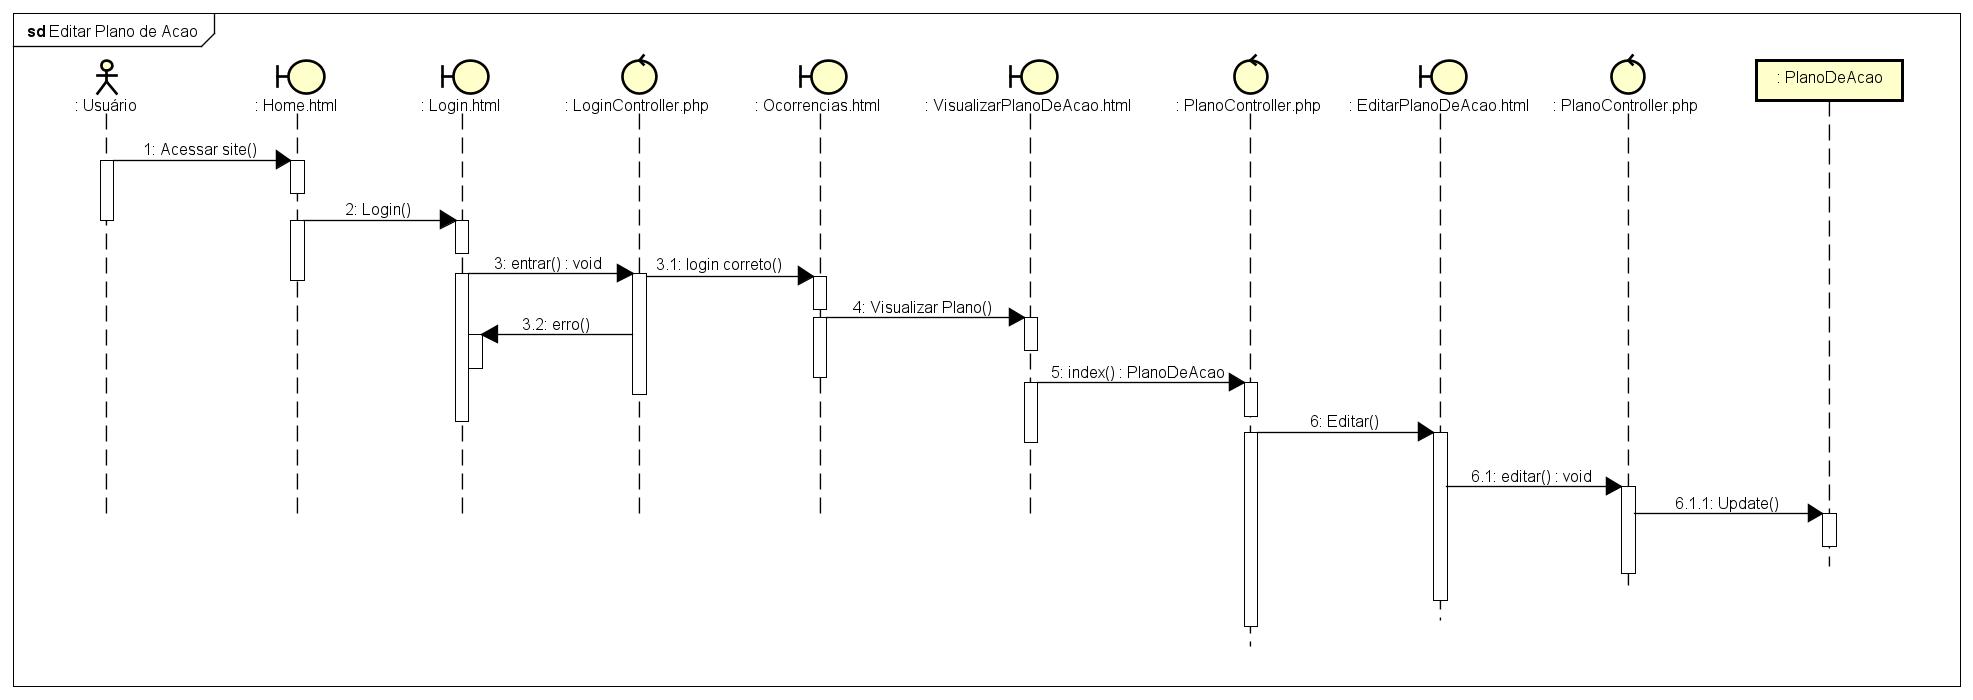 sd Editar Plano de Acao
: Usuário
: Home.html
: Login.html
: LoginController.php
: Ocorrencias.html
: VisualizarPlanoDeAcao.html
: PlanoController.php
: EditarPlanoDeAcao.html
: PlanoController.php
: PlanoDeAcao
1: Acessar site()
2: Login()
3: entrar() : void
3.1: login correto()
3.2: erro()
4: Visualizar Plano()
5: index() : PlanoDeAcao
6: Editar()
6.1: editar() : void
6.1.1: Update()